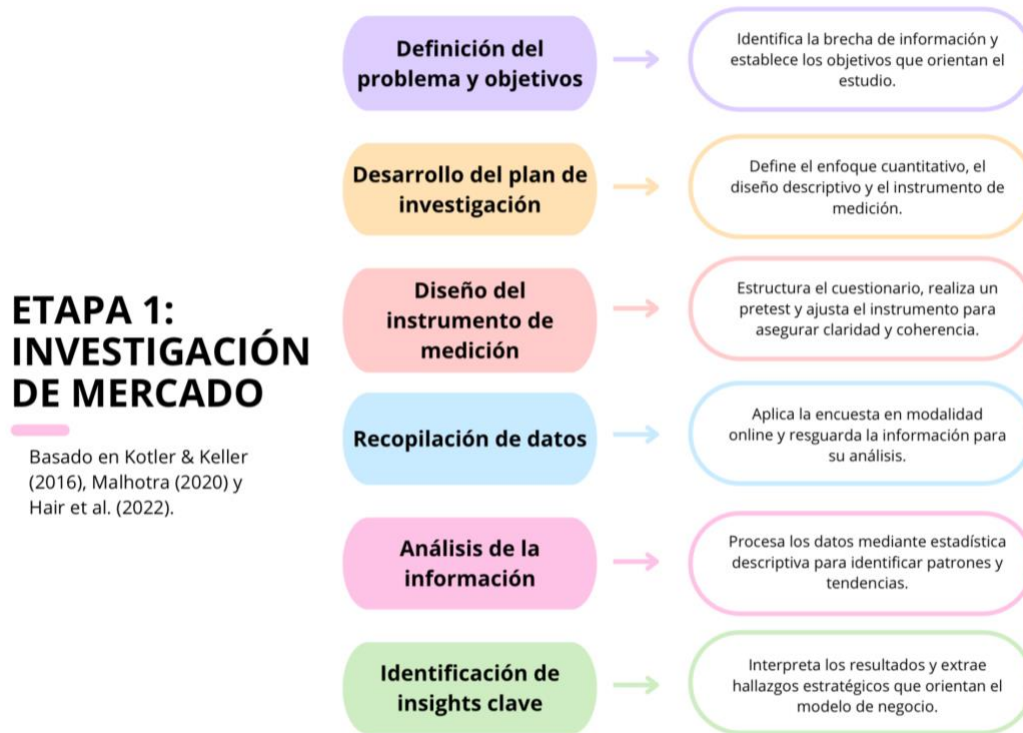 ETAPA 1:
INVESTIGACIÓN
DE MERCADO
Basado en Kotler & Keller
(2016), Malhotra (2020) y
Hair et al. (2022).
Definición del
problema y objetivos
Identifica la brecha de información y
establece los objetivos que orientan el
estudio.
Desarrollo del plan de
investigación
Define el enfoque cuantitativo, el
diseño descriptivo y el instrumento de
medición.
Diseño del
instrumento de
medición
Estructura el cuestionario, realiza un
pretest y ajusta el instrumento para
asegurar claridad y coherencia.
Recopilación de datos
Aplica la encuesta en modalidad
online y resguarda la información para
su análisis.
Análisis de la
información
Procesa los datos mediante estadística
descriptiva para identificar patrones y
tendencias.
Identificación de
insights clave
Interpreta los resultados y extrae
hallazgos estratégicos que orientan el
modelo de negocio.